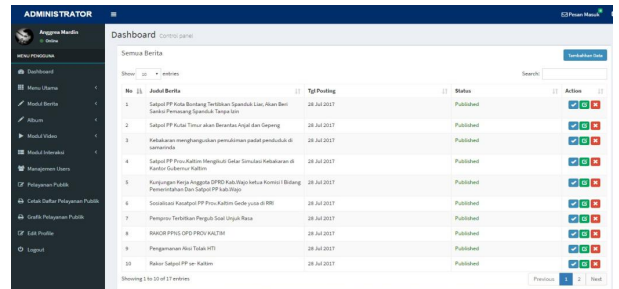 ADMINISTRATOR
Pesan Masuk
Anggrea Mardin
Online
Dashboard Control panel
MENU PENGGUNA
Dashboard
Menu Utama
Modul Berita
Album
Modul Video
Modul Interaksi
Manajemen Users
Pelayanan Publik
Cetak Daftar Pelayanan Publik
Grafik Pelayanan Publik
Edit Profile
Logout
Semua Berita
Tambahkan Data
Show 10 entries
Search:
No Judul Berita Tgl Posting Status Action
1 Satpol PP Kota Bontang Tertibkan Spanduk Liar, Akan Beri 28 Jul 2017 Published
Sanksi Pemasang Spanduk Tanpa Izin
2 Satpol PP Kutai Timur akan Berantas Anjal dan Gepeng 28 Jul 2017 Published
3 Kebakaran menghanguskan pemukiman padat penduduk di 28 Jul 2017 Published
samarinda
4 Satpol PP Prov.Kaltim Mengikuti Gelar Simulasi Kebakaran di 28 Jul 2017 Published
Kantor Gubernur Kaltim
5 Kunjungan Kerja Anggota DPRD Kab.Wajo ketua Komisi I Bidang 28 Jul 2017 Published
Pemerintahan Dan Satpol PP kab.Wajo
6 Sosialisasi Kasatpol PP Prov.Kaltim Gede yusa di RRI 28 Jul 2017 Published
7 Pemprov Terbitkan Pergub Soal Unjuk Rasa 28 Jul 2017 Published
8 RAKOR PPNS OPD PROV KALTIM 28 Jul 2017 Published
9 Pengamanan Aksi Tolak HTI 28 Jul 2017 Published
10 Rakor Satpol PP se- Kaltim 28 Jul 2017 Published
Showing 1 to 10 of 17 entries
Previous 1 2 Next